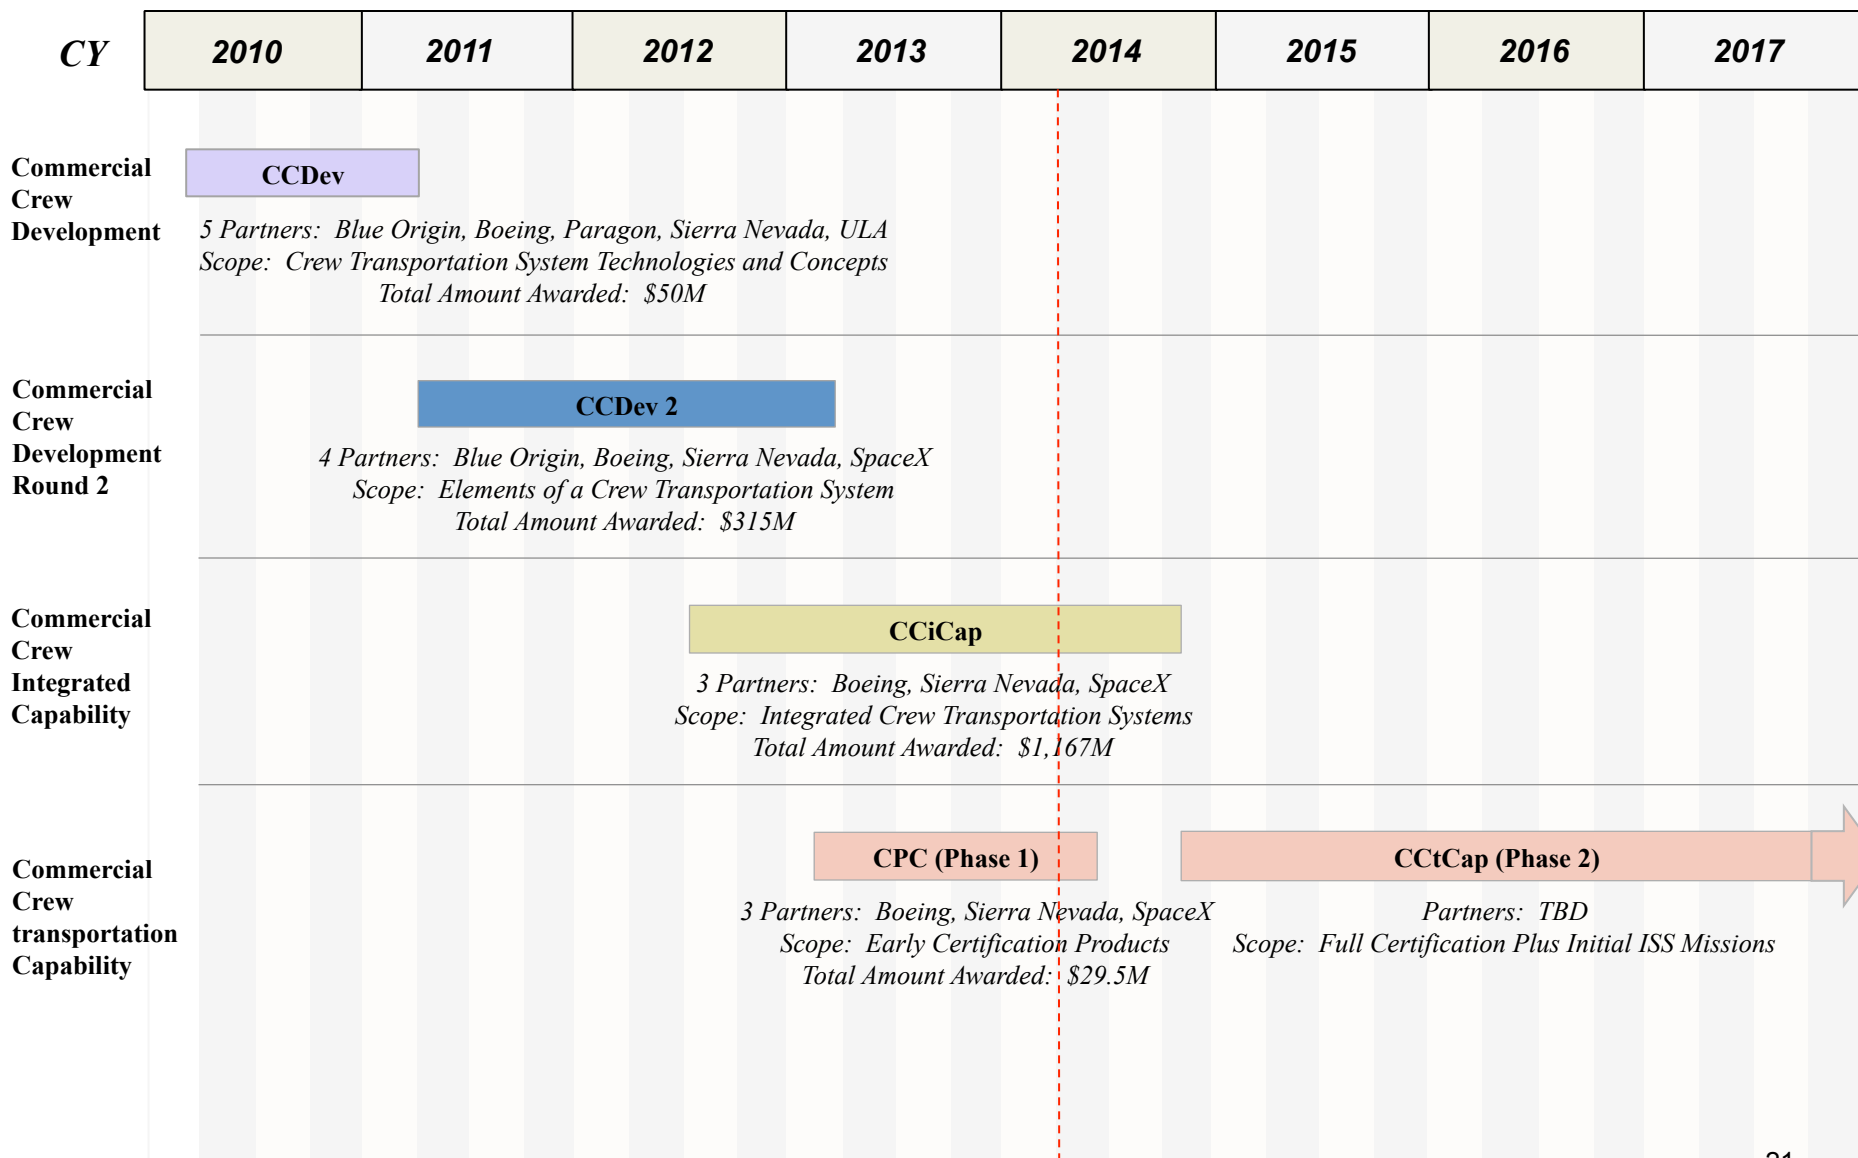 CY 2010 2011 2012 2013 2014 2015 2016 2017
Commercial
Crew
Development
CCDev
5 Partners: Blue Origin, Boeing, Paragon, Sierra Nevada, ULA
Scope: Crew Transportation System Technologies and Concepts
Total Amount Awarded: $50M
Commercial
Crew
Development
Round 2
CCDev 2
4 Partners: Blue Origin, Boeing, Sierra Nevada, SpaceX
Scope: Elements of a Crew Transportation System
Total Amount Awarded: $315M
Commercial
Crew
Integrated
Capability
CCiCap
3 Partners: Boeing, Sierra Nevada, SpaceX
Scope: Integrated Crew Transportation Systems
Total Amount Awarded: $1,167M
Commercial
Crew
transportation
Capability
CPC (Phase 1)
3 Partners: Boeing, Sierra Nevada, SpaceX
Scope: Early Certification Products
Total Amount Awarded: $29.5M
CCtCap (Phase 2)
Partners: TBD
Scope: Full Certification Plus Initial ISS Missions